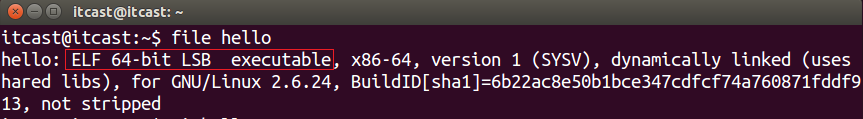 itcast@itcast: ~
itcast@itcast:~$ file hello
hello: ELF 64-bit LSB  executable, x86-64, version 1 (SYSV), dynamically linked (uses
hared libs), for GNU/Linux 2.6.24, BuildID[sha1]=6b22ac8e50b1bce347cdfcf74a760871fddf9
13, not stripped